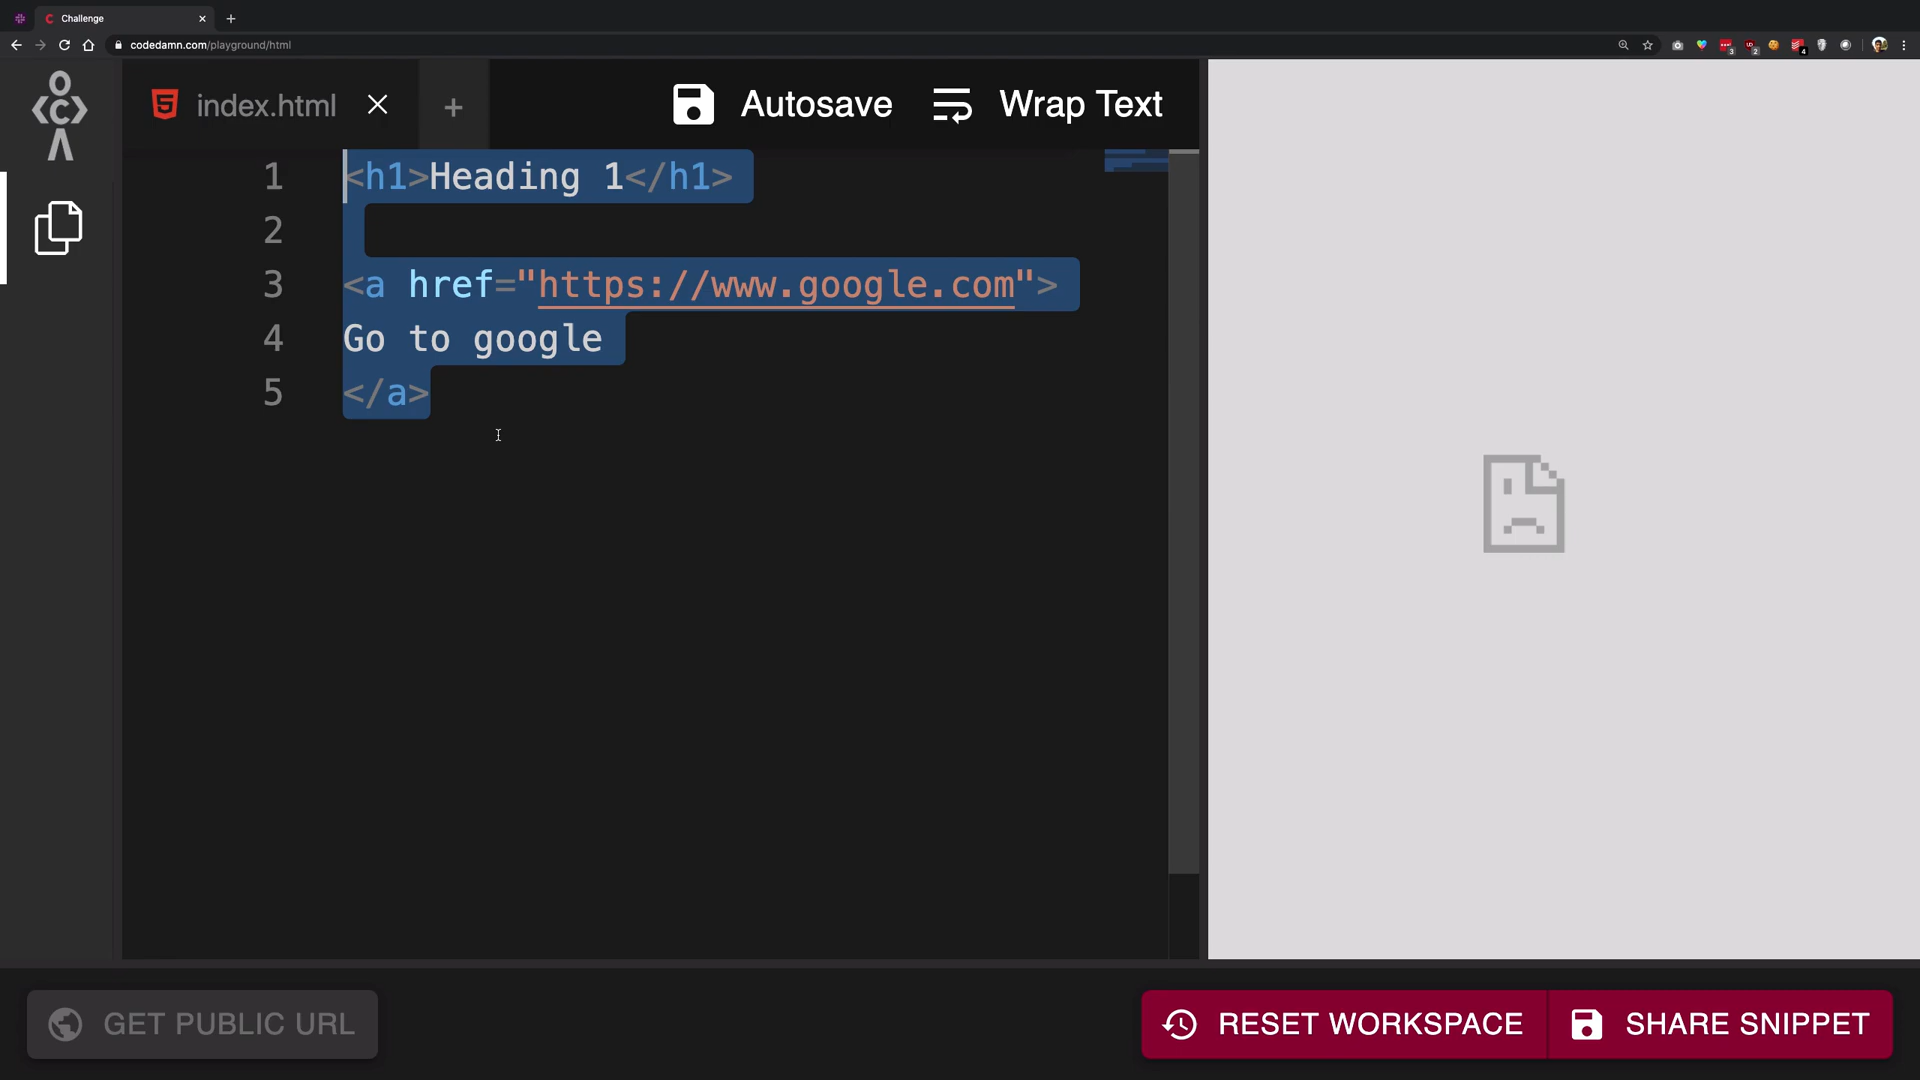 Challenge
codedamn.com/playground/html
index.html
Autosave
Wrap Text
1 <h1>Heading 1</h1>
2
3 <a href="https://www.google.com">
4 Go to google
5 </a>
GET PUBLIC URL
RESET WORKSPACE
SHARE SNIPPET